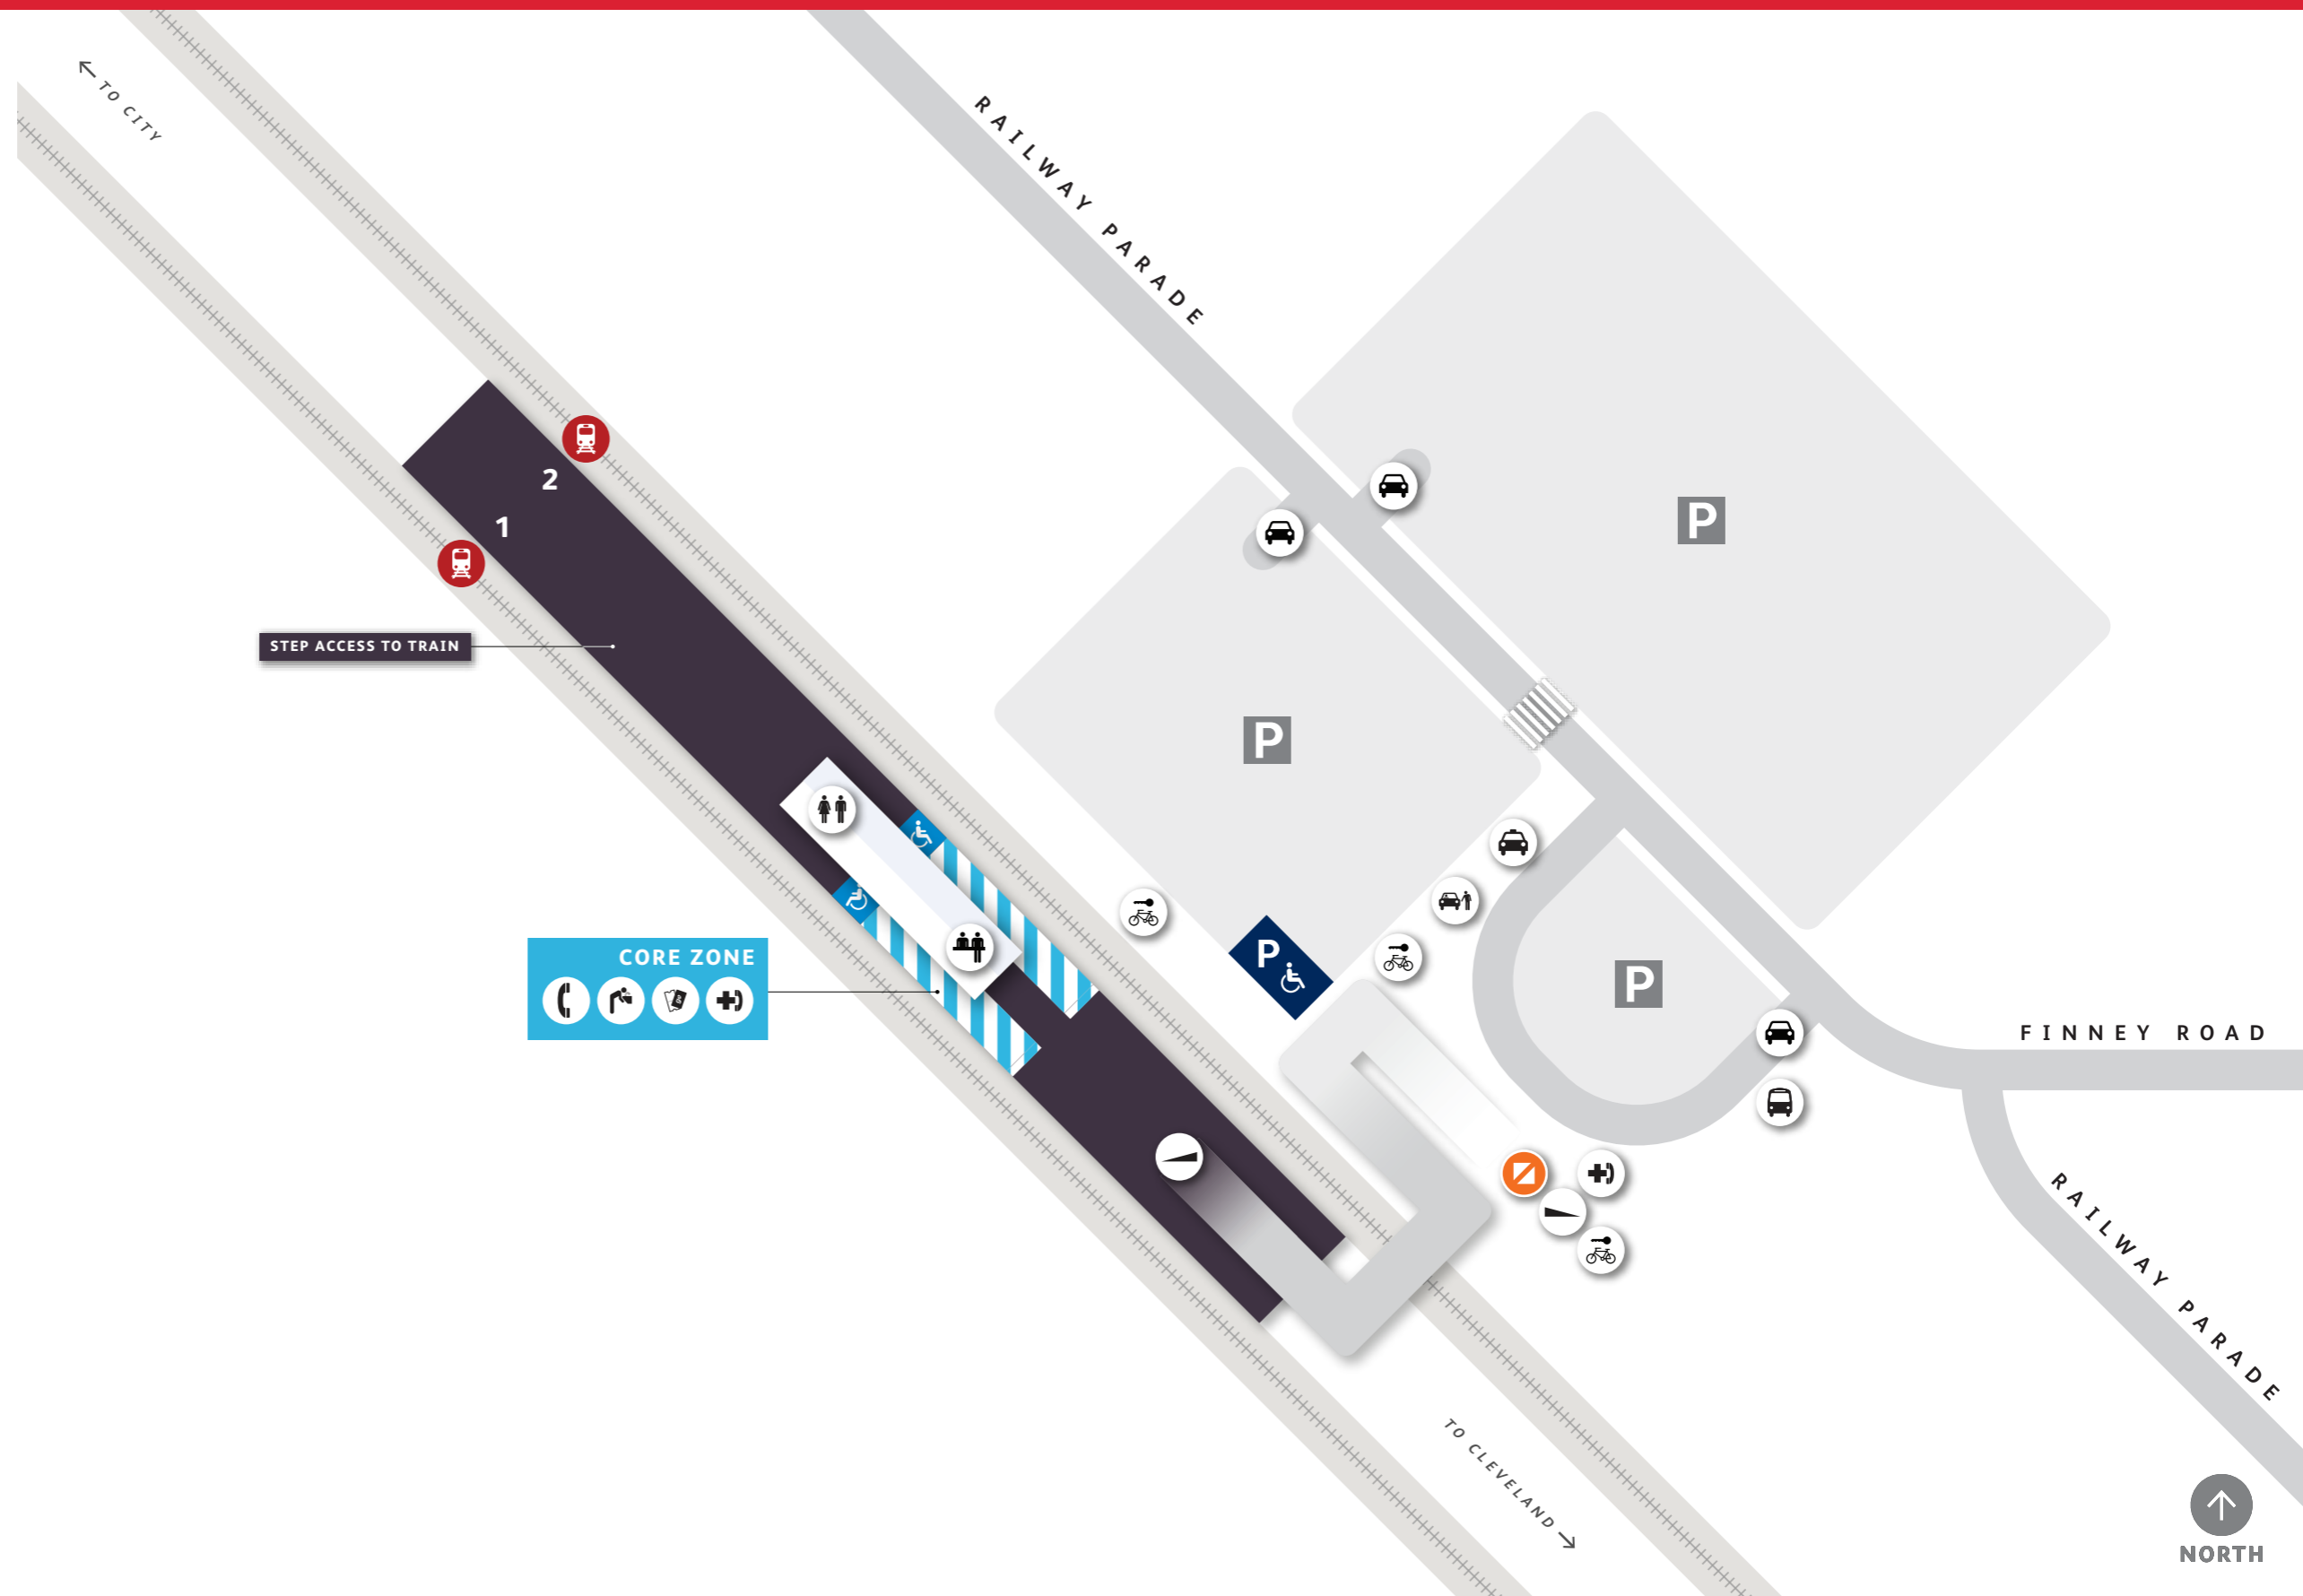 TO CITY
RAILWAY PARADE
2
1
P
STEP ACCESS TO TRAIN
P
CORE ZONE
P
P
FINNEY ROAD
RAILWAY PARADE
TO CLEVELAND
NORTH